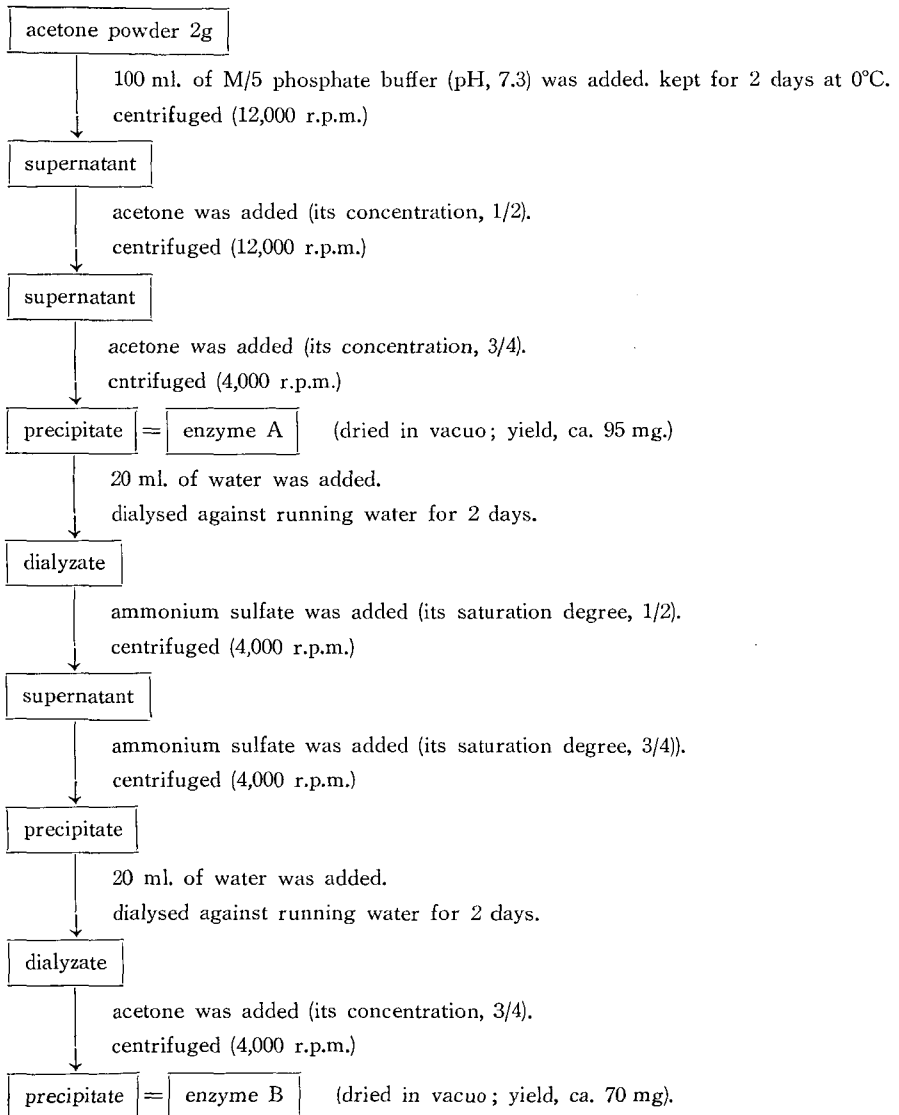 acetone powder 2g
100 ml. of M/5 phosphate buffer (pH, 7.3) was added. kept for 2 days at 0°C.
centrifuged (12,000 r.p.m.)
supernatant
acetone was added (its concentration, 1/2).
centrifuged (12,000 r.p.m.)
supernatant
acetone was added (its concentration, 3/4).
cntrifuged (4,000 r.p.m.)
precipitate = enzyme A (dried in vacuo; yield, ca. 95 mg.)
20 ml. of water was added.
dialysed against running water for 2 days.
dialyzate
ammonium sulfate was added (its saturation degree, 1/2).
centrifuged (4,000 r.p.m.)
supernatant
ammonium sulfate was added (its saturation degree, 3/4)).
centrifuged (4,000 r.p.m.)
precipitate
20 ml. of water was added.
dialysed against running water for 2 days.
dialyzate
acetone was added (its concentration, 3/4).
centrifuged (4,000 r.p.m.)
precipitate = enzyme B (dried in vacuo; yield, ca. 70 mg).